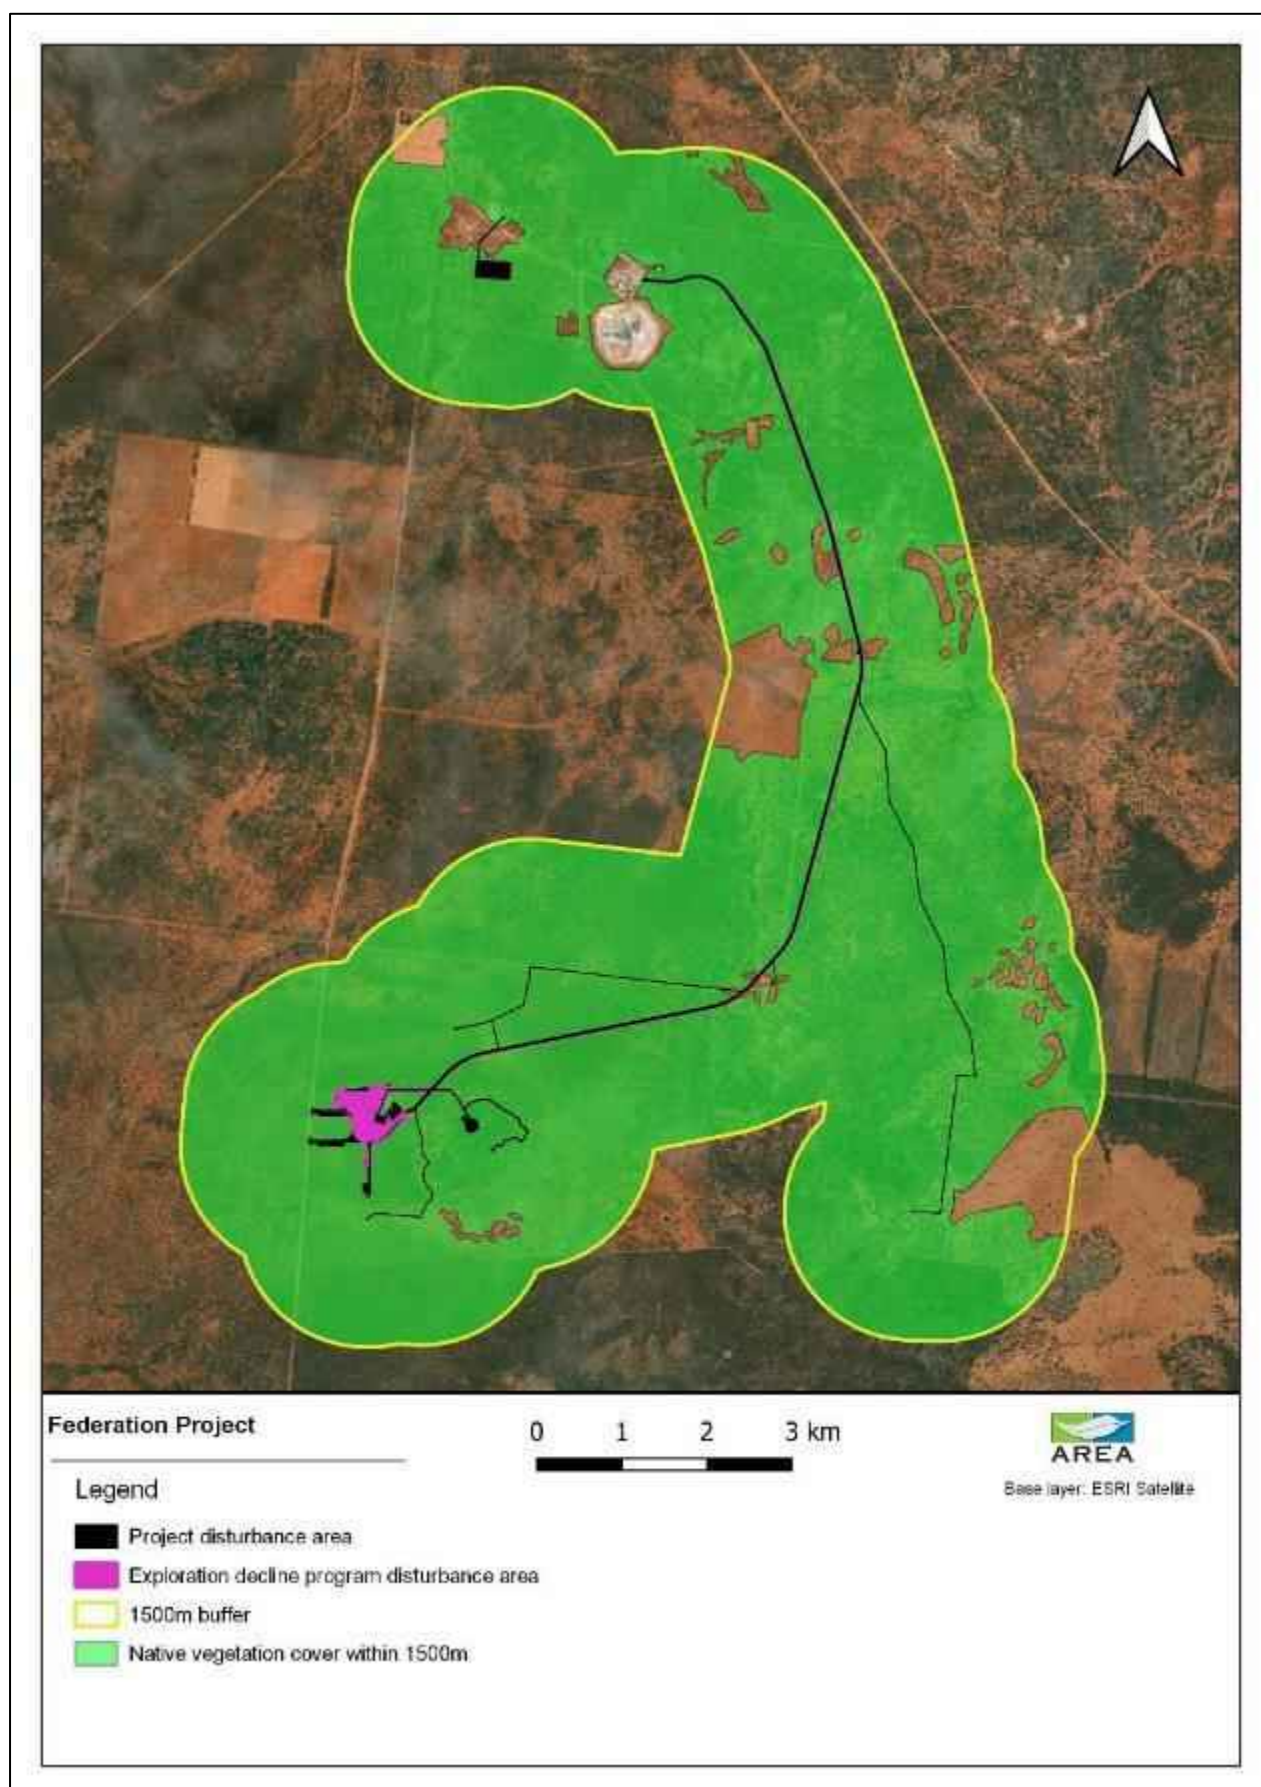 Federation Project
0 1 2 3 km
AREA
Base layer: ESRI Satellite
Legend
Project disturbance area
Exploration decline program disturbance area
1500m buffer
Native vegetation cover within 1500m